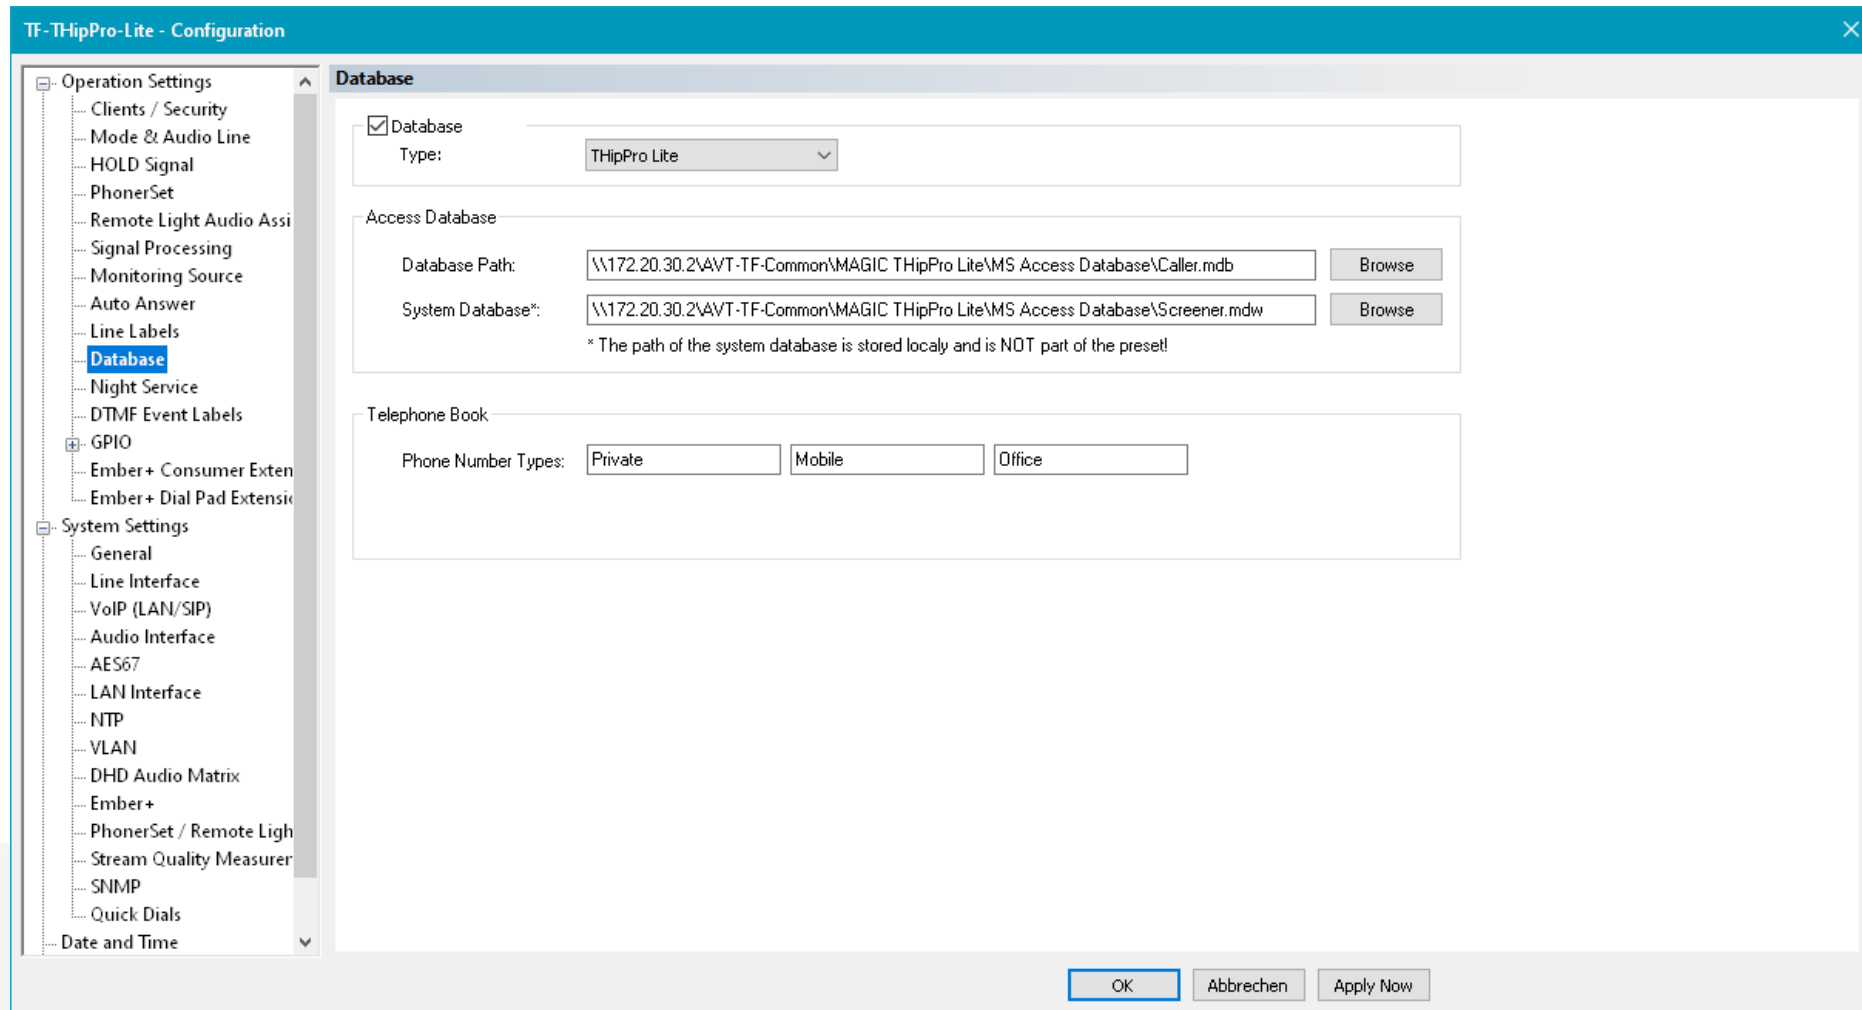 TF-THipPro-Lite - Configuration
Operation Settings
Clients / Security
Mode & Audio Line
HOLD Signal
PhonerSet
Remote Light Audio Assi
Signal Processing
Monitoring Source
Auto Answer
Line Labels
Database
Night Service
DTMF Event Labels
GPIO
Ember+ Consumer Exten
Ember+ Dial Pad Extensi
System Settings
General
Line Interface
VoIP (LAN/SIP)
Audio Interface
AES67
LAN Interface
NTP
VLAN
DHD Audio Matrix
Ember+
PhonerSet / Remote Ligh
Stream Quality Measurer
SNMP
Quick Dials
Date and Time
Database
Database
Type: THipPro Lite
Access Database
Database Path: \\172.20.30.2\AVT-TF-Common\MAGIC THipPro Lite\MS Access Database\Caller.mdb Browse
System Database*: \\172.20.30.2\AVT-TF-Common\MAGIC THipPro Lite\MS Access Database\Screener.mdw Browse
* The path of the system database is stored localy and is NOT part of the preset!
Telephone Book
Phone Number Types: Private Mobile Office
OK Abbrechen Apply Now